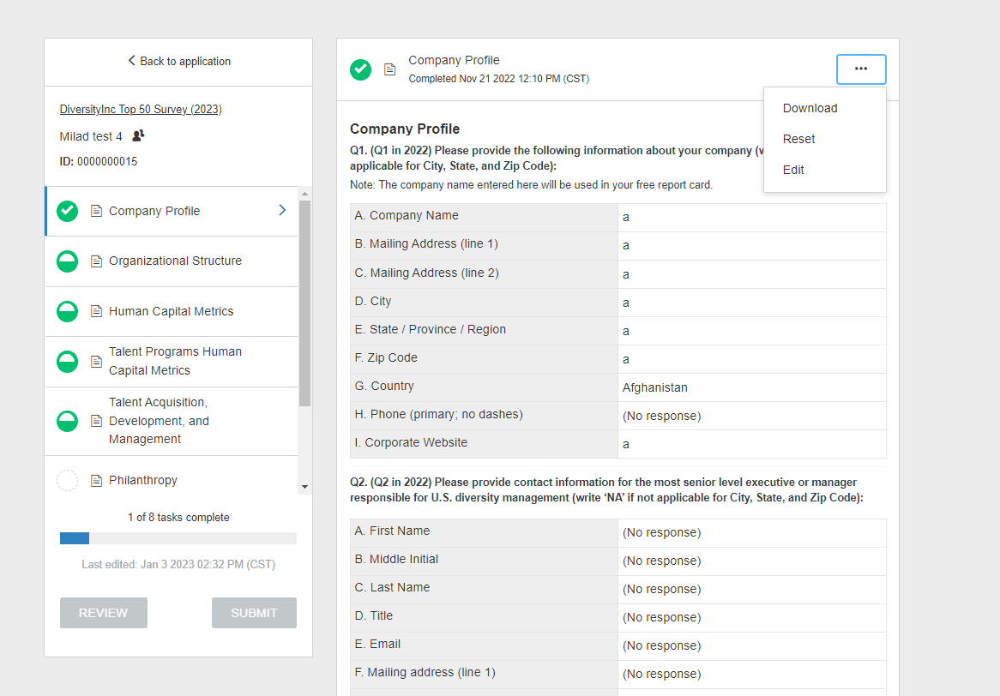 Back to application
DiversityInc Top 50 Survey (2023)
Milad test 4
ID: 0000000015
Company Profile
Organizational Structure
Human Capital Metrics
Talent Programs Human
Capital Metrics
Talent Acquisition,
Development, and
Management
Philanthropy
1 of 8 tasks complete
Last edited: Jan 3 2023 02:32 PM (CST)
REVIEW
SUBMIT
Company Profile
Completed Nov 21 2022 12:10 PM (CST)
Download
Reset
Edit
Company Profile
Q1. (Q1 in 2022) Please provide the following information about your company (
applicable for City, State, and Zip Code):
Note: The company name entered here will be used in your free report card.
A. Company Name a
B. Mailing Address (line 1) a
C. Mailing Address (line 2) a
D. City a
E. State / Province / Region a
F. Zip Code a
G. Country Afghanistan
H. Phone (primary; no dashes) (No response)
I. Corporate Website a
Q2. (Q2 in 2022) Please provide contact information for the most senior level executive or manager
responsible for U.S. diversity management (write ‘NA’ if not applicable for City, State, and Zip Code):
A. First Name (No response)
B. Middle Initial (No response)
C. Last Name (No response)
D. Title (No response)
E. Email (No response)
F. Mailing address (line 1) (No response)